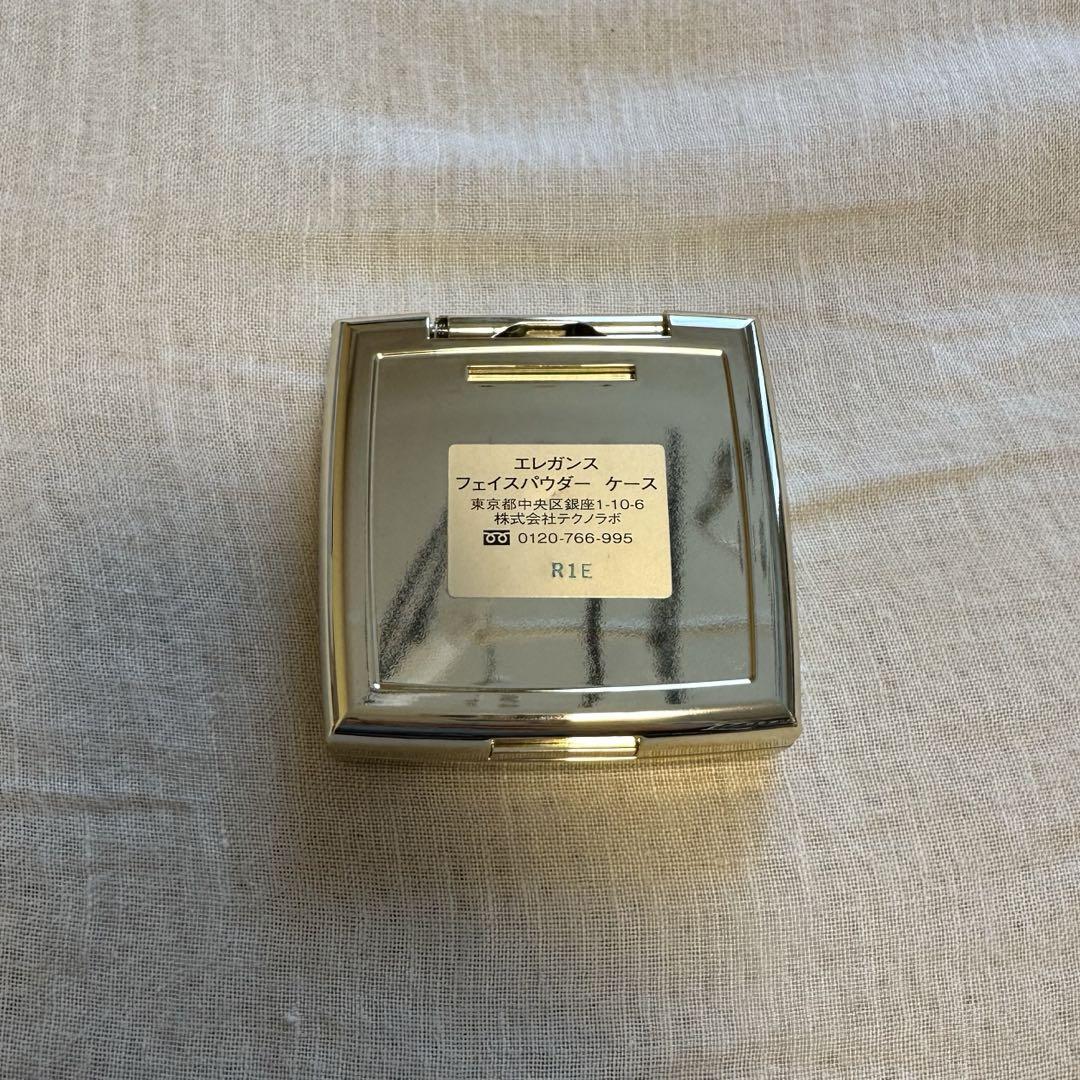 エレガンス
フェイスパウダー ケース
東京都中央区銀座1-10-6
株式会社テクノラボ
0120-766-995
R1E